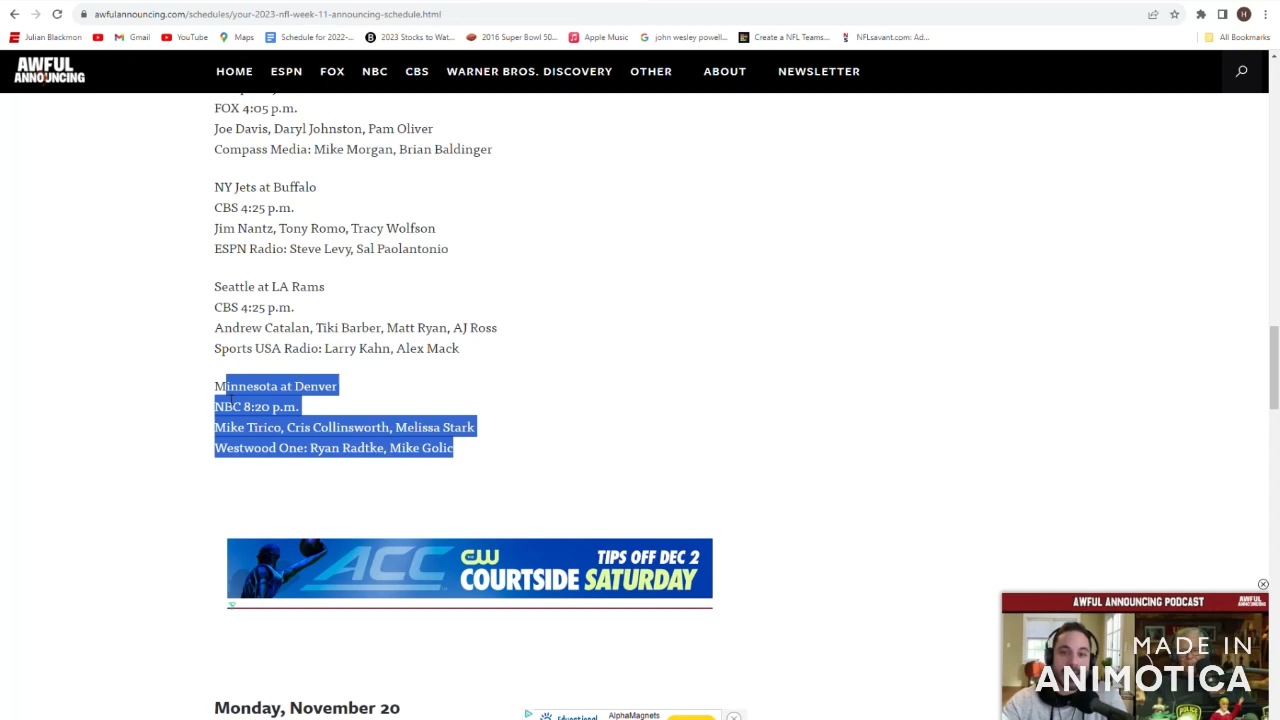 awfulannouncing.com/schedules/your-2023-nfl-week-11-announcing-schedule.html
H
Julian Blackmon
Gmail
YouTube
Maps
Schedule for 2022-...
2023 Stocks to Wat...
2016 Super Bowl 50...
Apple Music
john wesley powel...
Create a NFL Teams...
NFLsavant.com: Ad...
All Bookmarks
AWFUL
ANNOUNCING
HOME
ESPN
FOX
NBC
CBS
WARNER BROS. DISCOVERY
OTHER
ABOUT
NEWSLETTER
FOX 4:05 p.m.
Joe Davis, Daryl Johnston, Pam Oliver
Compass Media: Mike Morgan, Brian Baldinger
NY Jets at Buffalo
CBS 4:25 p.m.
Jim Nantz, Tony Romo, Tracy Wolfson
ESPN Radio: Steve Levy, Sal Paolantonio
Seattle at LA Rams
CBS 4:25 p.m.
Andrew Catalan, Tiki Barber, Matt Ryan, AJ Ross
Sports USA Radio: Larry Kahn, Alex Mack
Minnesota at Denver
NBC 8:20 p.m.
Mike Tirico, Cris Collinsworth, Melissa Stark
Westwood One: Ryan Radtke, Mike Golic
ACC
CW
TIPS OFF DEC 2
COURTSIDE SATURDAY
AWFUL ANNOUNCING PODCAST
AWFUL
ANNOUNCING
MADE IN
ANIMOTICA
POLICE
Monday, November 20
Educational
AlphaMagnets